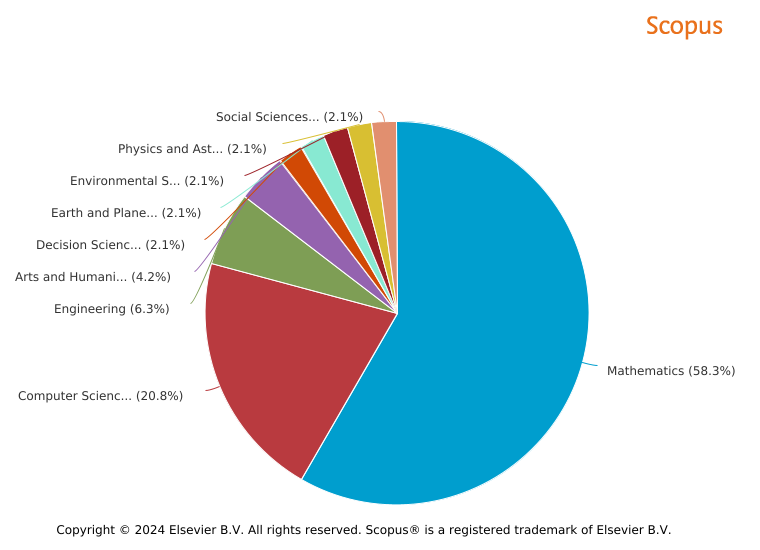 Scopus
Social Sciences... (2.1%)
Physics and Ast... (2.1%)
Environmental S... (2.1%)
Earth and Plane... (2.1%)
Decision Scienc... (2.1%)
Arts and Humani... (4.2%)
Engineering (6.3%)
Mathematics (58.3%)
Computer Scienc... (20.8%)
Copyright © 2024 Elsevier B.V. All rights reserved. Scopus® is a registered trademark of Elsevier B.V.